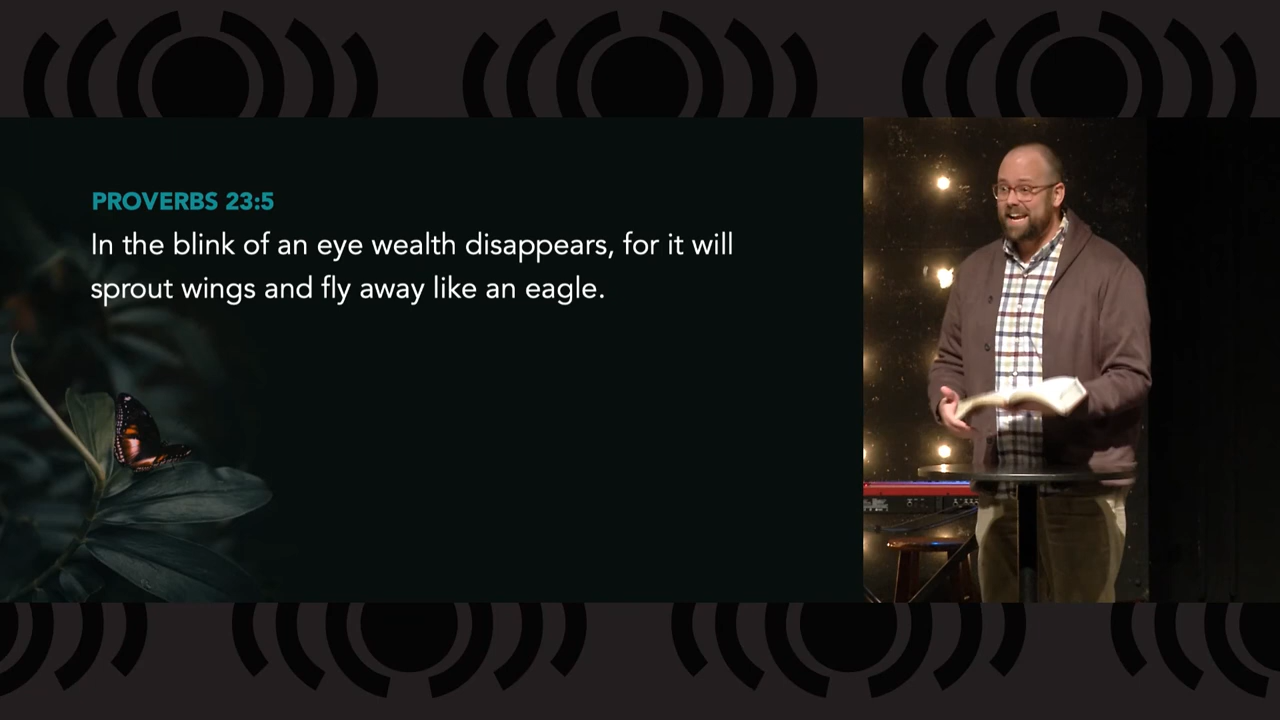 PROVERBS 23:5
In the blink of an eye wealth disappears, for it will
sprout wings and fly away like an eagle.